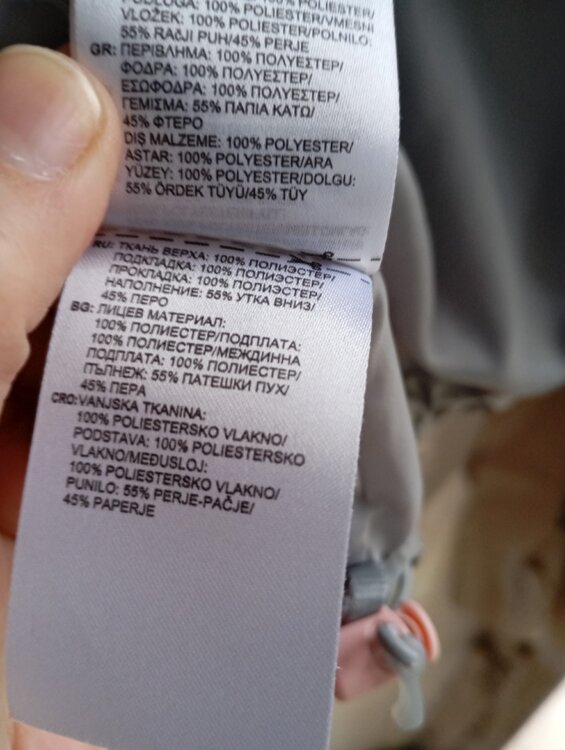 PODLOGA: 100% POLIESTER/
VLOŽEK: 100% POLIESTER/POLNILO:
55% RAčJI PUH/45% PERJE
GR: ΠΕΡΙΒΛΗΜΑ: 100% ΠΟΛΥΕΣΤΕΡ/
ΦΟΔΡΑ: 100% ΠΟΛΥΕΣΤΕΡ/
ΕΣΩΦΟΔΡΑ: 100% ΠΟΛΥΕΣΤΕΡ/
ΓΕΜΙΣΜΑ: 55% ΠΑΠΙΑ ΚΑΤΩ/
45% ΦΤΕΡΟ
DIŞ MALZEME: 100% POLYESTER/
ASTAR: 100% POLYESTER/ARA
YÜZEY: 100% POLYESTER/DOLGU:
55% ÖRDEK TÜYÜ/45% TÜY
RU: ТКАНЬ ВЕРХА: 100% ПОЛИЭСТЕР/
ПОДКЛАДКА: 100% ПОЛИЭСТЕР/
ПРОКЛАДКА: 100% ПОЛИЭСТЕР/
НАПОЛНЕНИЕ: 55% УТКА ВНИЗ/
45% ПЕРО
BG: ЛИЦЕВ МАТЕРИАЛ:
100% ПОЛИЕСТЕР/ПОДПЛАТА:
100% ПОЛИЕСТЕР/МЕЖДИННА
ПОДПЛАТА: 100% ПОЛИЕСТЕР/
ПЪЛНЕЖ: 55% ПАТЕШКИ ПУХ/
45% ПЕРА
CRO: VANJSKA TKANINA:
100% POLIESTERSKO VLAKNO/
PODSTAVA: 100% POLIESTERSKO
VLAKNO/MEĐUSLOJ:
100% POLIESTERSKO VLAKNO/
PUNILO: 55% PERJE-PAČJE/
45% PAPERJE